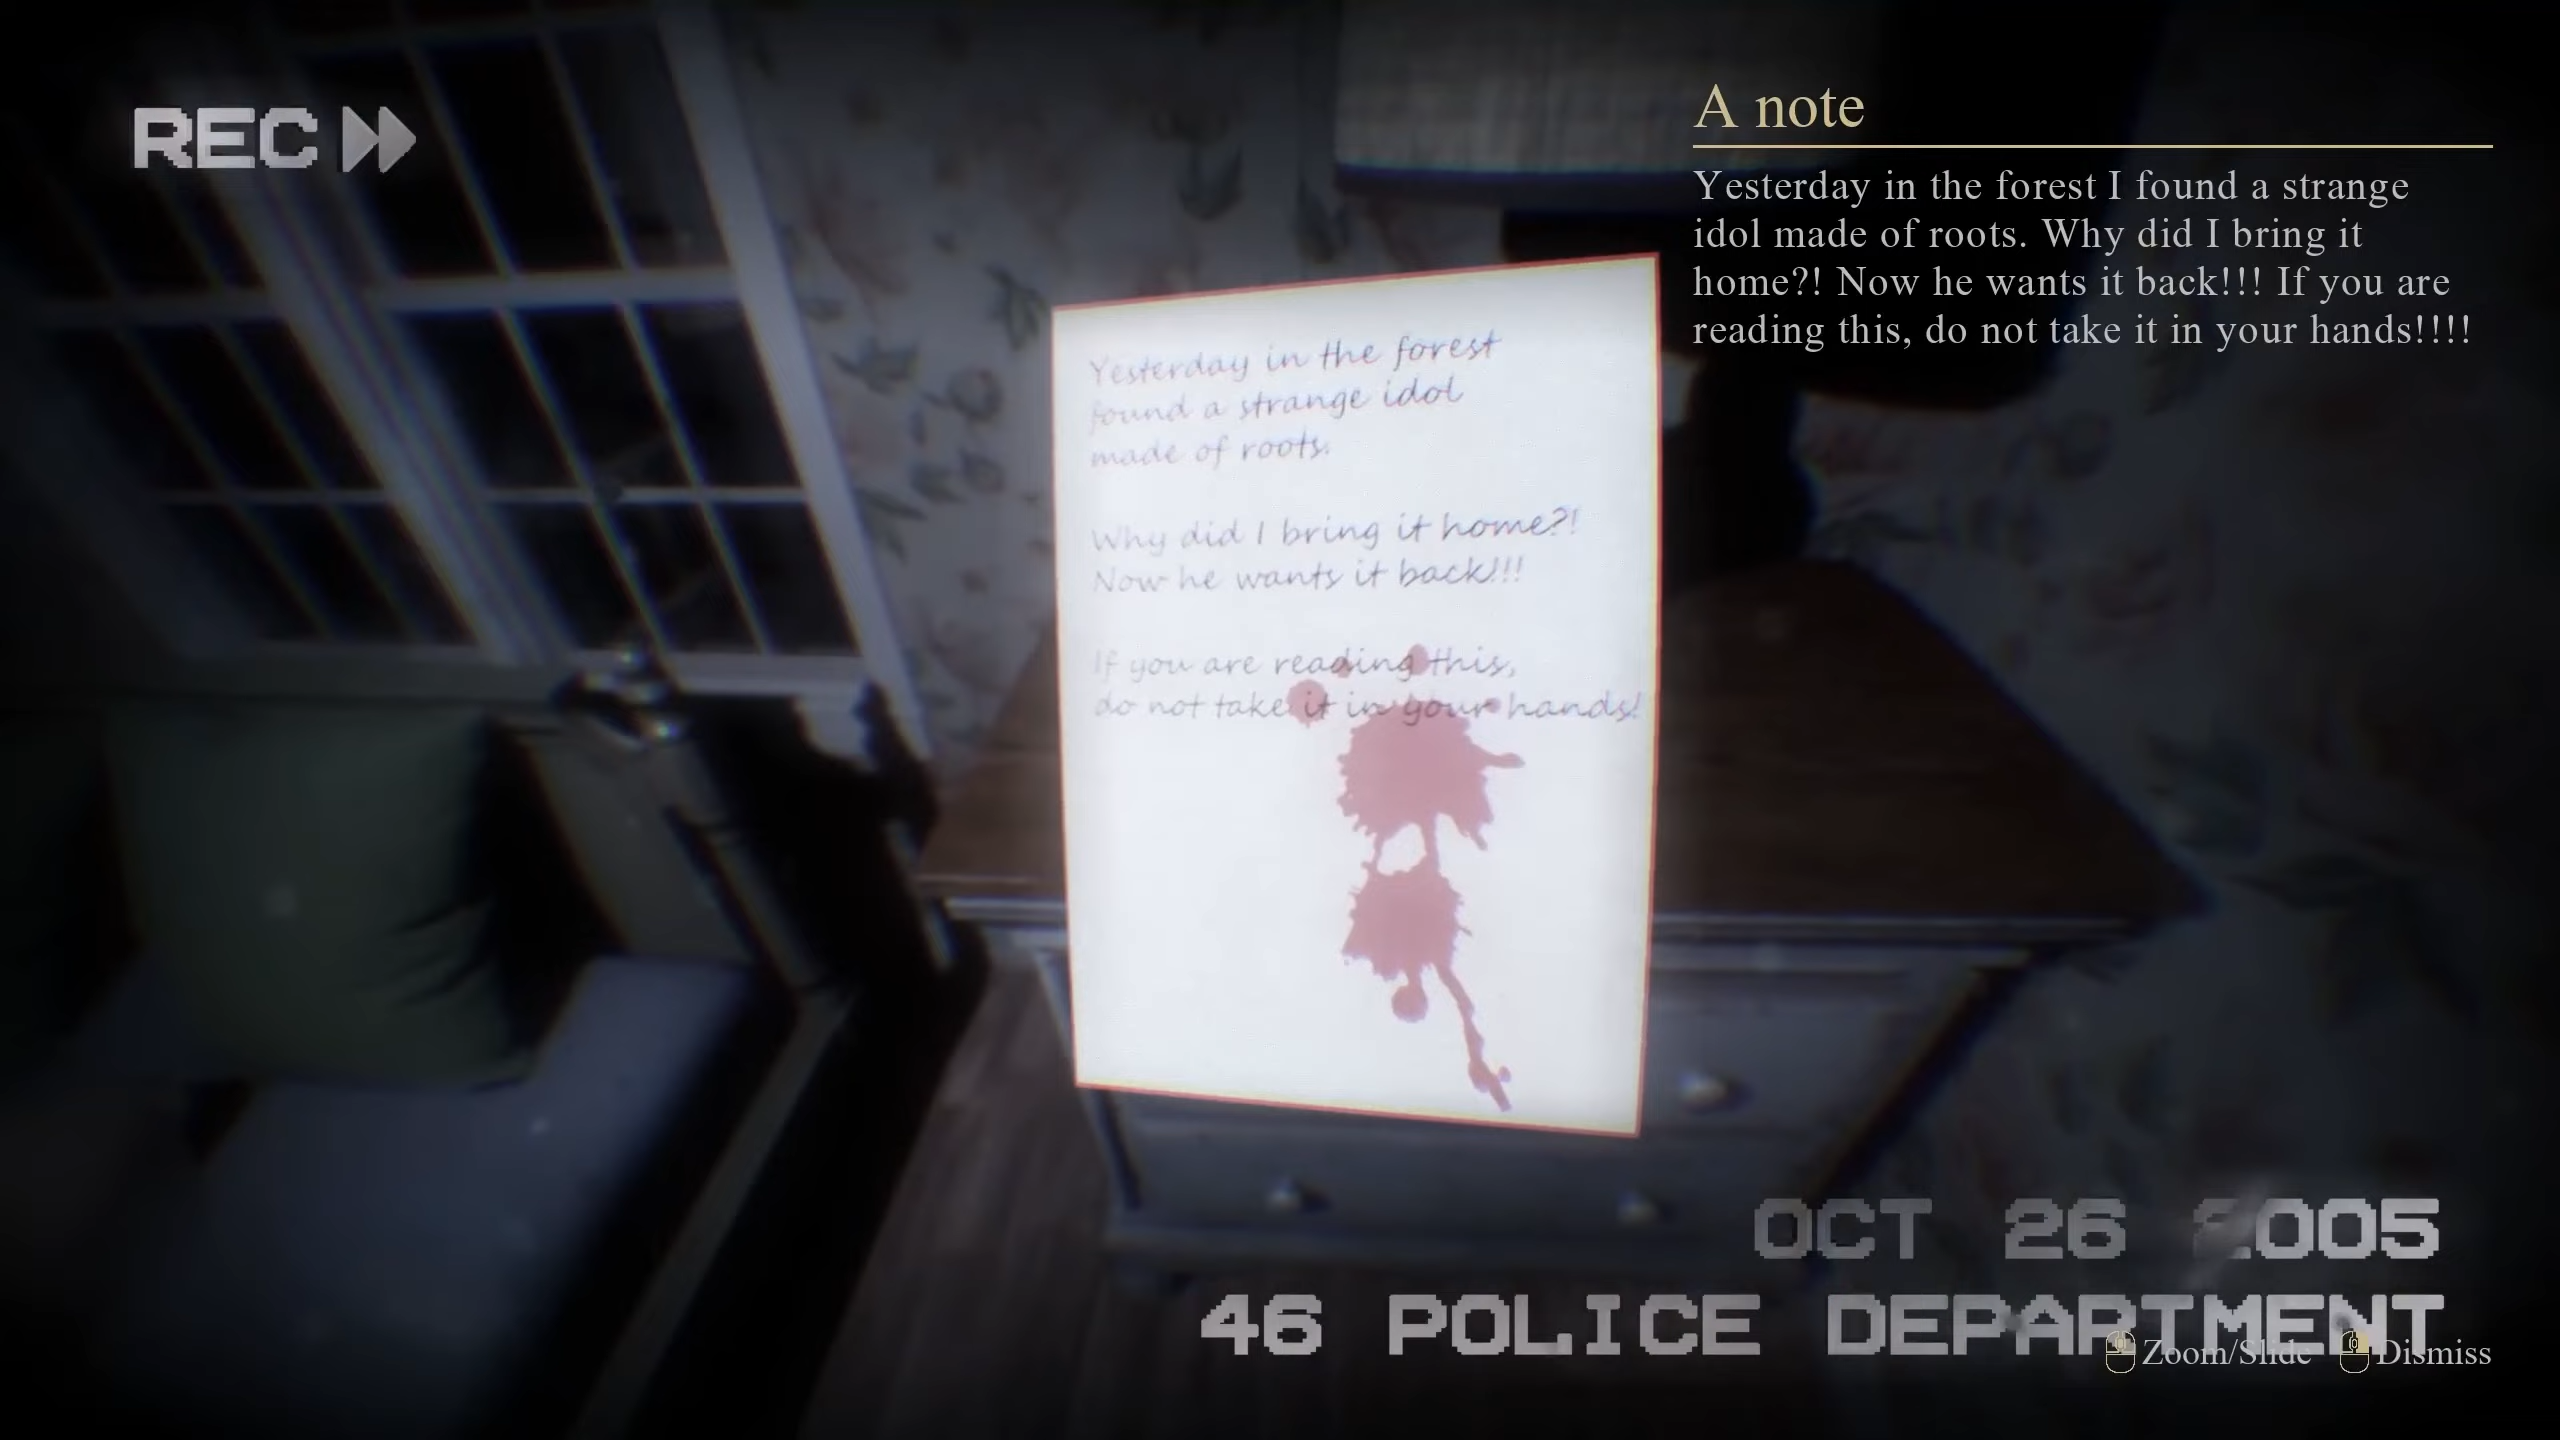 REC
A note
Yesterday in the forest I found a strange
idol made of roots. Why did I bring it
home?! Now he wants it back!!! If you are
reading this, do not take it in your hands!!!!
Yesterday in the forest
found a strange idol
made of roots.
Why did I bring it home?!
Now he wants it back!!!
If you are reading this,
do not take it in your hands!
OCT 26 2005
46 POLICE DEPARTMENT
Zoom/Slide Dismiss